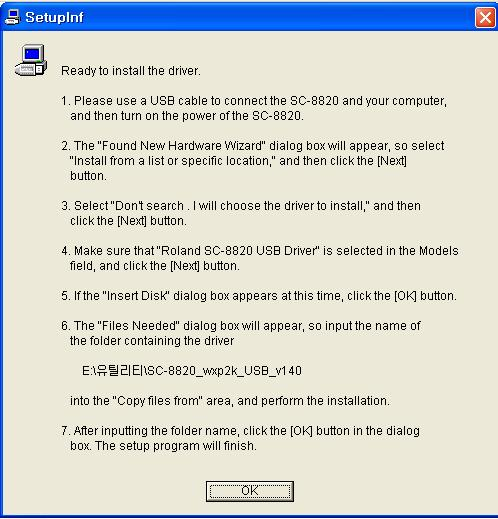 SetupInf
Ready to install the driver.
1. Please use a USB cable to connect the SC-8820 and your computer,
and then turn on the power of the SC-8820.
2. The "Found New Hardware Wizard" dialog box will appear, so select
"Install from a list or specific location," and then click the [Next]
button.
3. Select "Don't search . I will choose the driver to install," and then
click the [Next] button.
4. Make sure that "Roland SC-8820 USB Driver" is selected in the Models
field, and click the [Next] button.
5. If the "Insert Disk" dialog box appears at this time, click the [OK] button.
6. The "Files Needed" dialog box will appear, so input the name of
the folder containing the driver
E:\유틸리티\SC-8820_wxp2k_USB_v140
into the "Copy files from" area, and perform the installation.
7. After inputting the folder name, click the [OK] button in the dialog
box. The setup program will finish.
OK